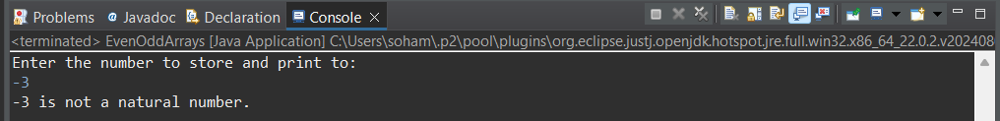 Problems @ Javadoc Declaration Console ×
<terminated> EvenOddArrays [Java Application] C:\Users\soham\.p2\pool\plugins\org.eclipse.justj.openjdk.hotspot.jre.full.win32.x86_64_22.0.2.v202408
Enter the number to store and print to:
-3
-3 is not a natural number.